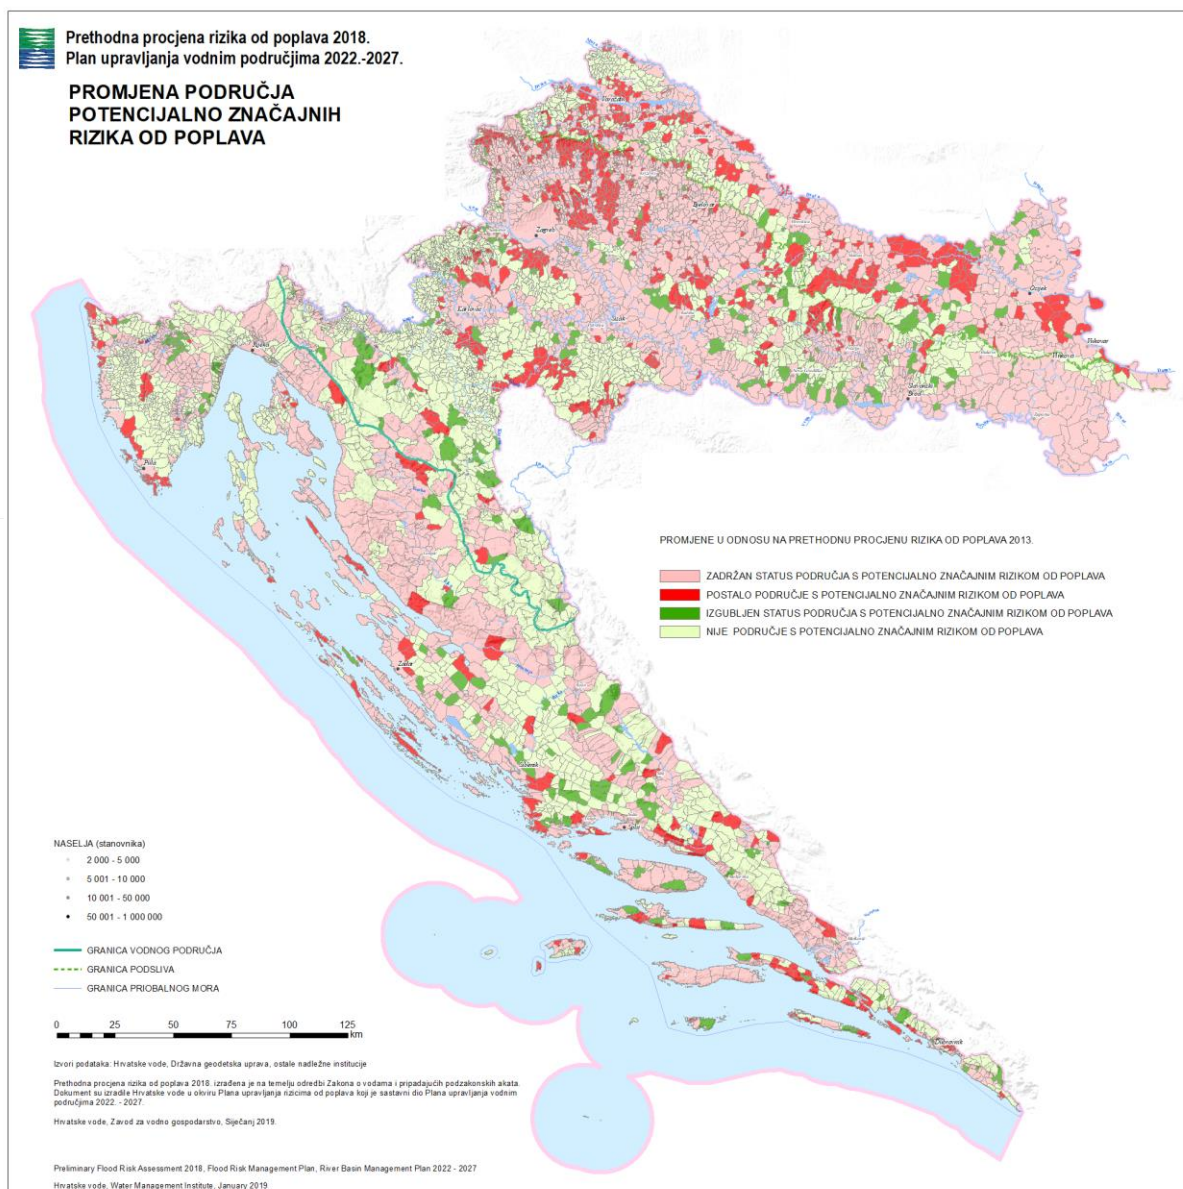 Prethodna procjena rizika od poplava 2018.
Plan upravljanja vodnim područjima 2022.-2027.
PROMJENA PODRUČJA
POTENCIJALNO ZNAČAJNIH
RIZIKA OD POPLAVA
Varaždin
Zagreb
Osijek
Karlovac
Sisak
Vukovar
Slavonski
Brod
Rijeka
Pula
Zadar
Šibenik
Split
Dubrovnik
PROMJENE U ODNOSU NA PRETHODNU PROCJENU RIZIKA OD POPLAVA 2013.
ZADRŽAN STATUS PODRUČJA S POTENCIJALNO ZNAČAJNIM RIZIKOM OD POPLAVA
POSTALO PODRUČJE S POTENCIJALNO ZNAČAJNIM RIZIKOM OD POPLAVA
IZGUBLJEN STATUS PODRUČJA S POTENCIJALNO ZNAČAJNIM RIZIKOM OD POPLAVA
NIJE PODRUČJE S POTENCIJALNO ZNAČAJNIM RIZIKOM OD POPLAVA
NASELJA (stanovnika)
2 000 - 5 000
5 001 - 10 000
10 001 - 50 000
50 001 - 1 000 000
GRANICA VODNOG PODRUČJA
GRANICA PODSLIVA
GRANICA PRIOBALNOG MORA
0 25 50 75 100 125
km
Izvori podataka: Hrvatske vode, Državna geodetska uprava, ostale nadležne institucije
Prethodna procjena rizika od poplava 2018. izrađena je na temelju odredbi Zakona o vodama i pripadajućih podzakonskih akata.
Dokument su izradile Hrvatske vode u okviru Plana upravljanja rizicima od poplava koji je sastavni dio Plana upravljanja vodnim
područjima 2022. - 2027.
Hrvatske vode, Zavod za vodno gospodarstvo, Siječanj 2019.
Preliminary Flood Risk Assessment 2018, Flood Risk Management Plan, River Basin Management Plan 2022 - 2027
Hrvatske vode, Water Management Institute, January 2019